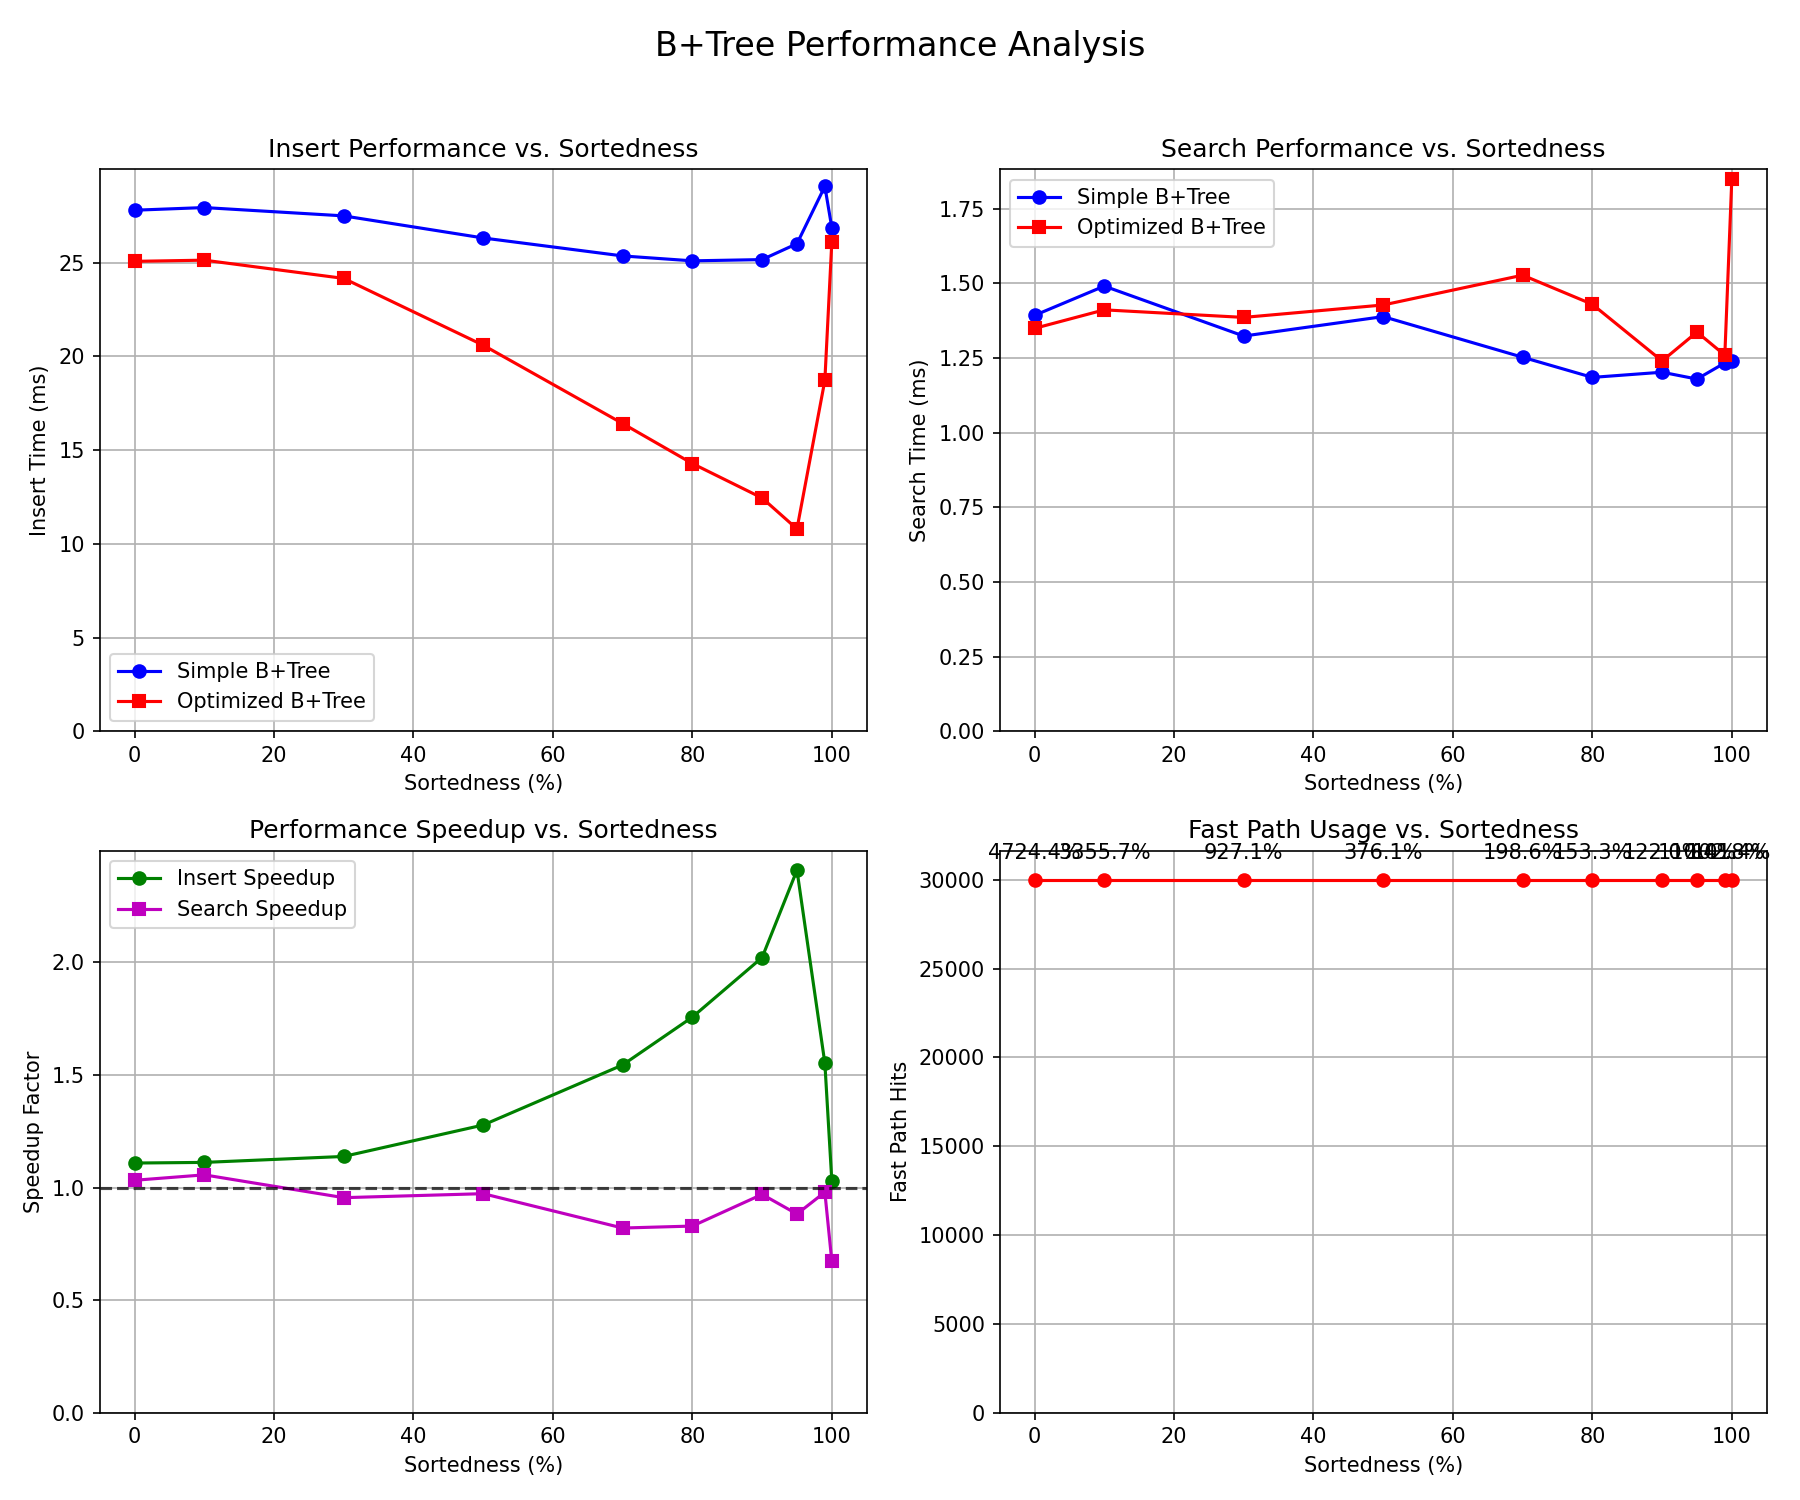 B+Tree Performance Analysis
Insert Performance vs. Sortedness
Insert Time (ms)
25
20
15
10
5
0
Simple B+Tree
Optimized B+Tree
0 20 40 60 80 100
Sortedness (%)
Search Performance vs. Sortedness
Simple B+Tree
Optimized B+Tree
Search Time (ms)
1.75
1.50
1.25
1.00
0.75
0.50
0.25
0.00
0 20 40 60 80 100
Sortedness (%)
Performance Speedup vs. Sortedness
Insert Speedup
Search Speedup
Speedup Factor
2.0
1.5
1.0
0.5
0.0
0 20 40 60 80 100
Sortedness (%)
Fast Path Usage vs. Sortedness
4724.4% 3355.7% 927.1% 376.1% 198.6% 153.3%
Fast Path Hits
30000
25000
20000
15000
10000
5000
0
0 20 40 60 80 100
Sortedness (%)